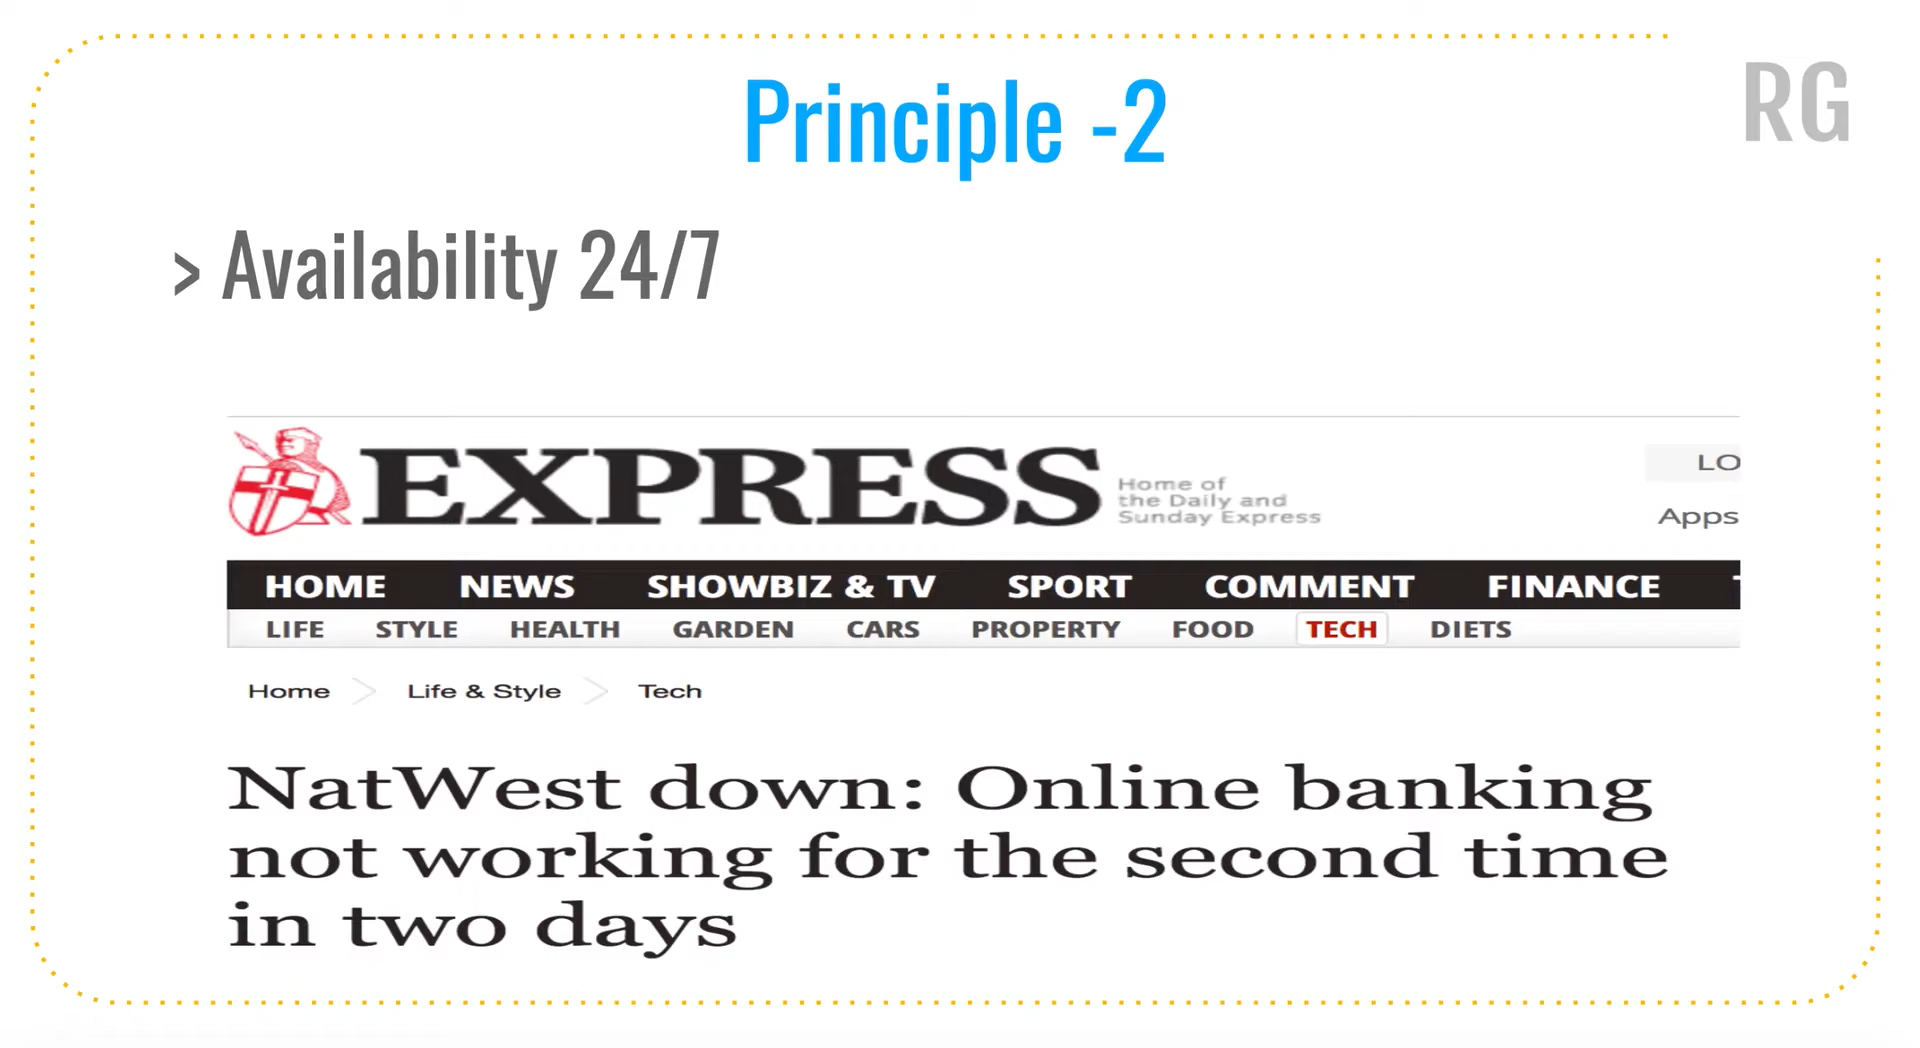 Principle -2
RG
> Availability 24/7
EXPRESS
Home of
the Daily and
Sunday Express
LO
Apps
HOME NEWS SHOWBIZ & TV SPORT COMMENT FINANCE
LIFE STYLE HEALTH GARDEN CARS PROPERTY FOOD TECH DIETS
Home Life & Style Tech
NatWest down: Online banking
not working for the second time
in two days